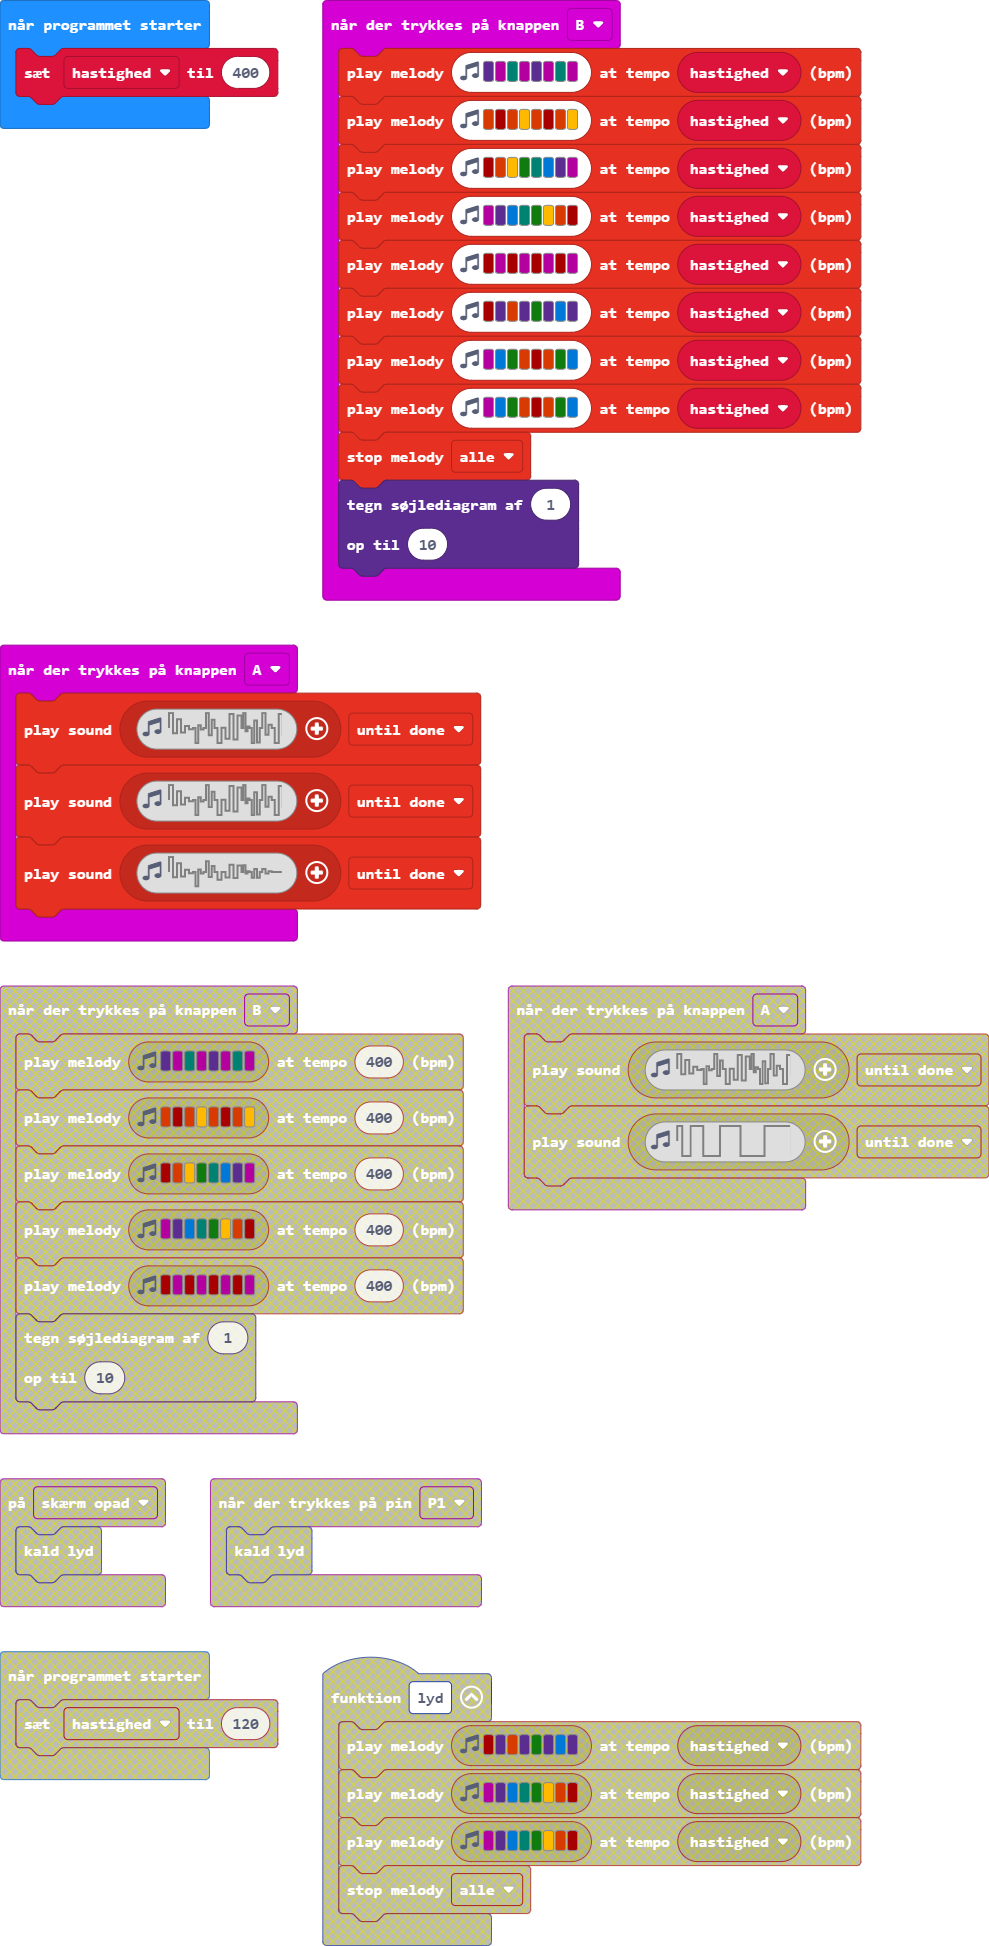 når programmet starter
sæt hastighed til 400
når der trykkes på knappen B
play melody at tempo hastighed (bpm)
play melody at tempo hastighed (bpm)
play melody at tempo hastighed (bpm)
play melody at tempo hastighed (bpm)
play melody at tempo hastighed (bpm)
play melody at tempo hastighed (bpm)
play melody at tempo hastighed (bpm)
play melody at tempo hastighed (bpm)
stop melody alle
tegn søjlediagram af 1
op til 10
når der trykkes på knappen A
play sound until done
play sound until done
play sound until done
når der trykkes på knappen B
play melody at tempo 400 (bpm)
play melody at tempo 400 (bpm)
play melody at tempo 400 (bpm)
play melody at tempo 400 (bpm)
play melody at tempo 400 (bpm)
tegn søjlediagram af 1
op til 10
når der trykkes på knappen A
play sound until done
play sound until done
på skærm opad
kald lyd
når der trykkes på pin P1
kald lyd
når programmet starter
sæt hastighed til 120
funktion lyd
play melody at tempo hastighed (bpm)
play melody at tempo hastighed (bpm)
play melody at tempo hastighed (bpm)
stop melody alle